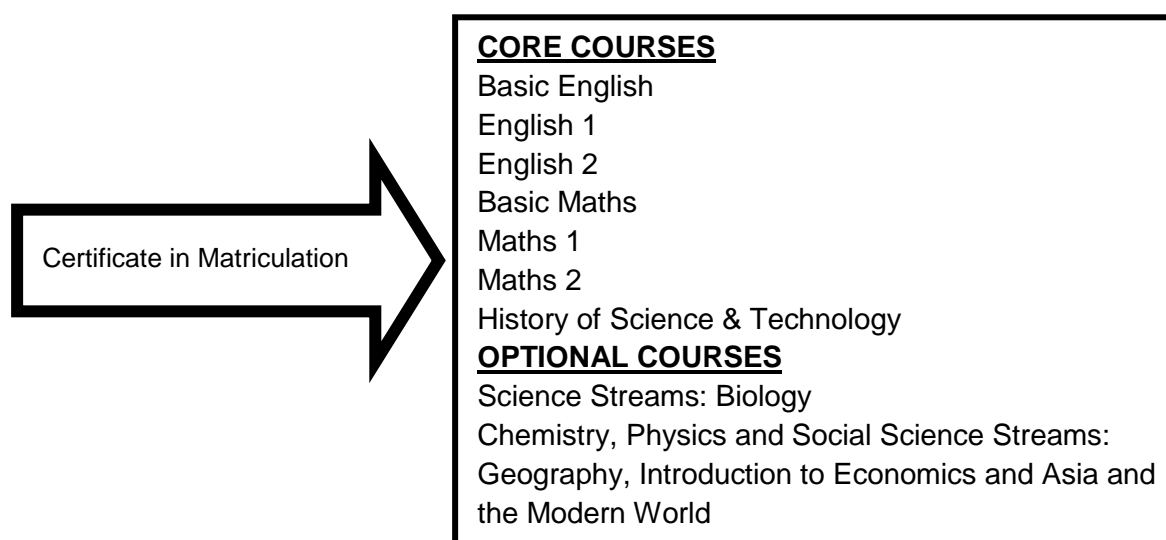 Certificate in Matriculation
CORE COURSES
Basic English
English 1
English 2
Basic Maths
Maths 1
Maths 2
History of Science & Technology
OPTIONAL COURSES
Science Streams: Biology
Chemistry, Physics and Social Science Streams:
Geography, Introduction to Economics and Asia and
the Modern World